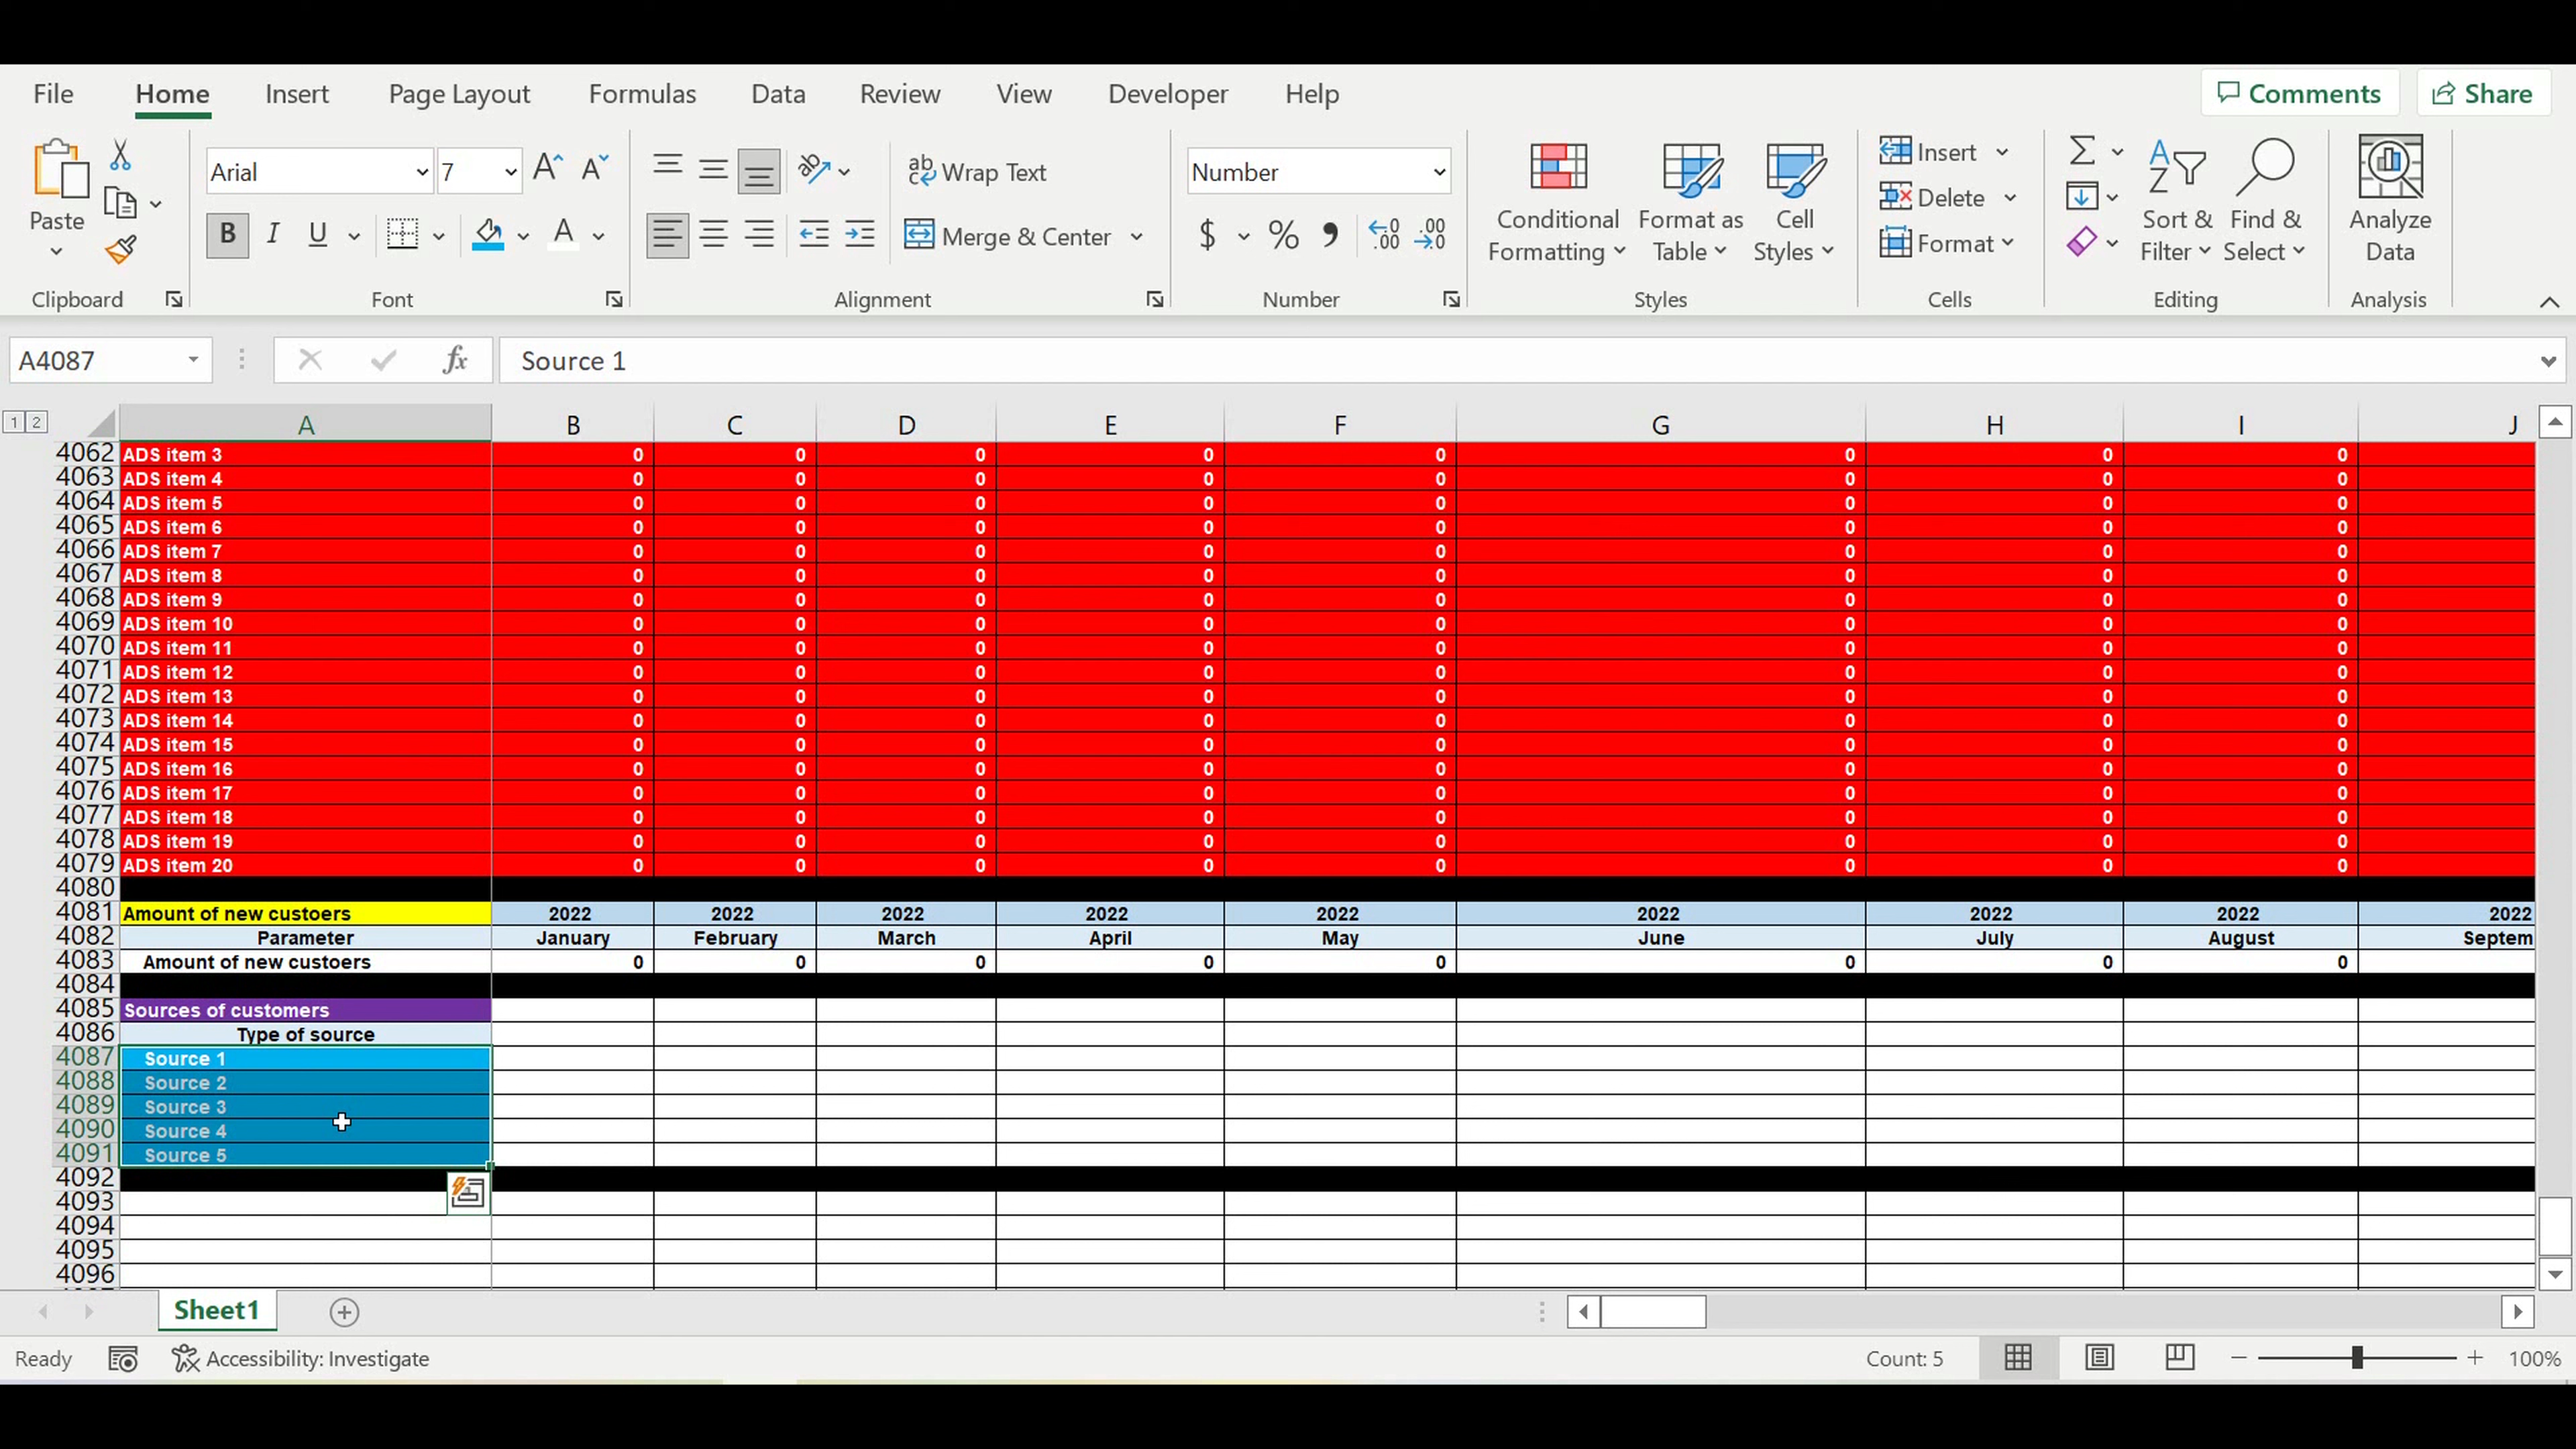 File Home Insert Page Layout Formulas Data Review View Developer Help Comments Share
Paste Arial 7 Wrap Text Merge & Center Number Conditional Formatting Format as Table Cell Styles Insert Delete Format Sort & Filter Find & Select Analyze Data
Clipboard Font Alignment Number Styles Cells Editing Analysis
A4087 fx Source 1
1 2 A B C D E F G H I J
4062 ADS item 3 0 0 0 0 0 0 0 0
4063 ADS item 4 0 0 0 0 0 0 0 0
4064 ADS item 5 0 0 0 0 0 0 0 0
4065 ADS item 6 0 0 0 0 0 0 0 0
4066 ADS item 7 0 0 0 0 0 0 0 0
4067 ADS item 8 0 0 0 0 0 0 0 0
4068 ADS item 9 0 0 0 0 0 0 0 0
4069 ADS item 10 0 0 0 0 0 0 0 0
4070 ADS item 11 0 0 0 0 0 0 0 0
4071 ADS item 12 0 0 0 0 0 0 0 0
4072 ADS item 13 0 0 0 0 0 0 0 0
4073 ADS item 14 0 0 0 0 0 0 0 0
4074 ADS item 15 0 0 0 0 0 0 0 0
4075 ADS item 16 0 0 0 0 0 0 0 0
4076 ADS item 17 0 0 0 0 0 0 0 0
4077 ADS item 18 0 0 0 0 0 0 0 0
4078 ADS item 19 0 0 0 0 0 0 0 0
4079 ADS item 20 0 0 0 0 0 0 0 0
4080
4081 Amount of new custoers 2022 2022 2022 2022 2022 2022 2022 2022 2022
4082 Parameter January February March April May June July August Septem
4083 Amount of new custoers 0 0 0 0 0 0 0 0
4084
4085 Sources of customers
4086 Type of source
4087 Source 1
4088 Source 2
4089 Source 3
4090 Source 4
4091 Source 5
4092
4093
4094
4095
4096
Sheet1
Ready Accessibility: Investigate Count: 5 100%